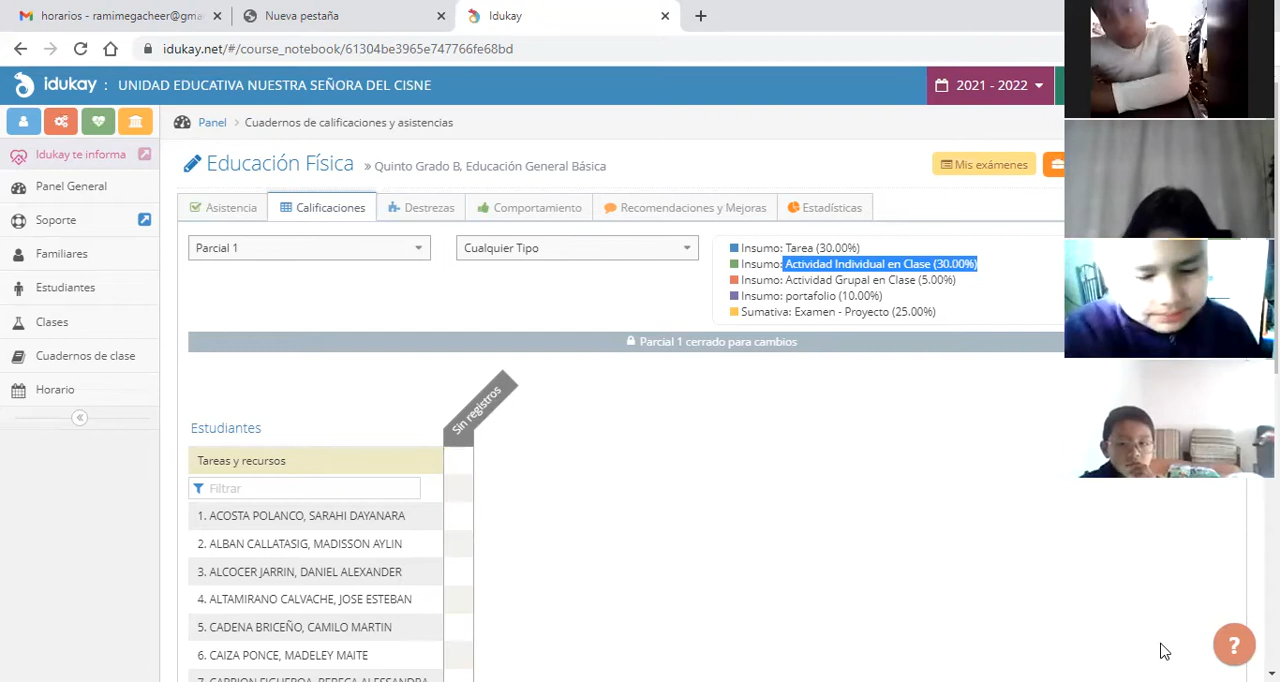 horarios - ramimegacheer@gma
Nueva pestaña
Idukay
idukay.net/#/course_notebook/61304be3965e747766fe68bd
idukay : UNIDAD EDUCATIVA NUESTRA SEÑORA DEL CISNE
2021 - 2022
Idukay te informa
Panel General
Soporte
Familiares
Estudiantes
Clases
Cuadernos de clase
Horario
Panel > Cuadernos de calificaciones y asistencias
Educación Física » Quinto Grado B, Educación General Básica
Mis exámenes
Asistencia
Calificaciones
Destrezas
Comportamiento
Recomendaciones y Mejoras
Estadísticas
Parcial 1
Cualquier Tipo
Insumo: Tarea (30.00%)
Insumo: Actividad Individual en Clase (30.00%)
Insumo: Actividad Grupal en Clase (5.00%)
Insumo: portafolio (10.00%)
Sumativa: Examen - Proyecto (25.00%)
Parcial 1 cerrado para cambios
Sin registros
Estudiantes
Tareas y recursos
Filtrar
1. ACOSTA POLANCO, SARAHI DAYANARA
2. ALBAN CALLATASIG, MADISSON AYLIN
3. ALCOCER JARRIN, DANIEL ALEXANDER
4. ALTAMIRANO CALVACHE, JOSE ESTEBAN
5. CADENA BRICEÑO, CAMILO MARTIN
6. CAIZA PONCE, MADELEY MAITE
7. CARRION FIGUEROA, REBECA ALESSANDRA
?